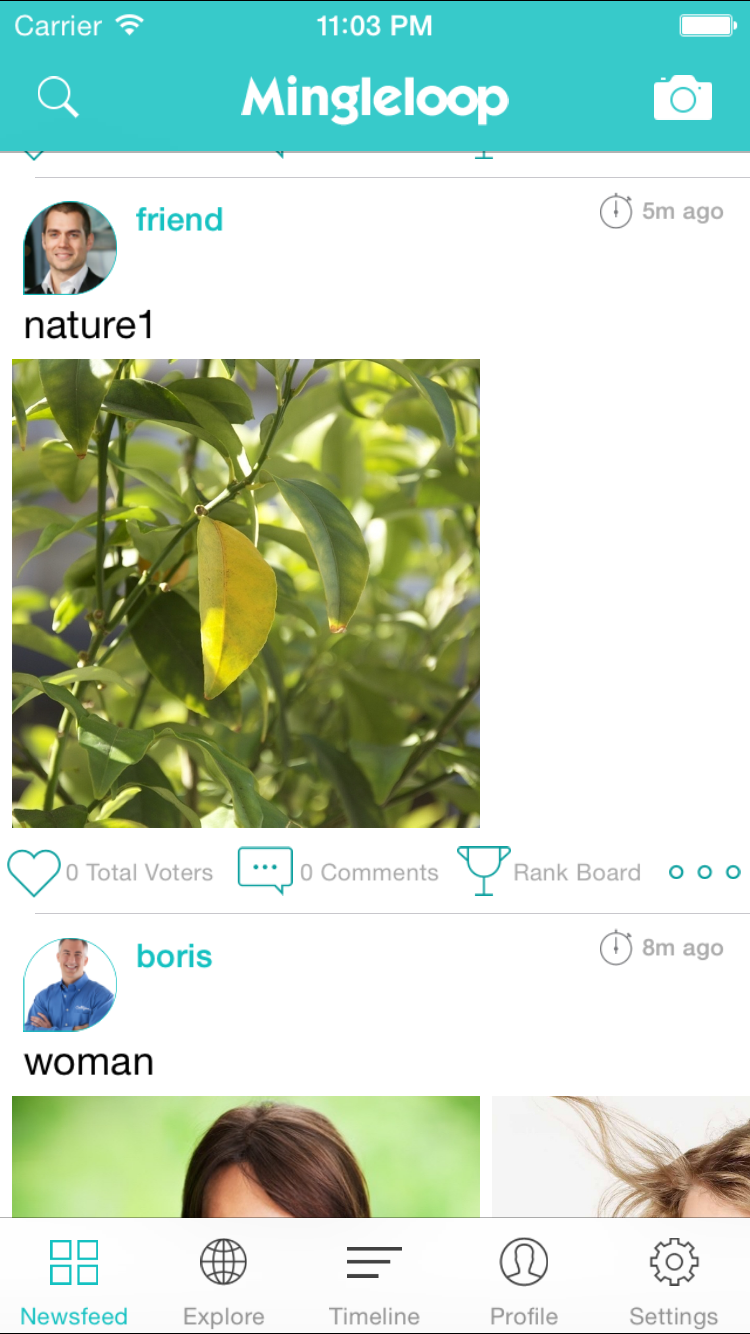 Carrier 11:03 PM
Mingleloop
friend 5m ago
nature1
0 Total Voters 0 Comments Rank Board
boris 8m ago
woman
Newsfeed Explore Timeline Profile Settings